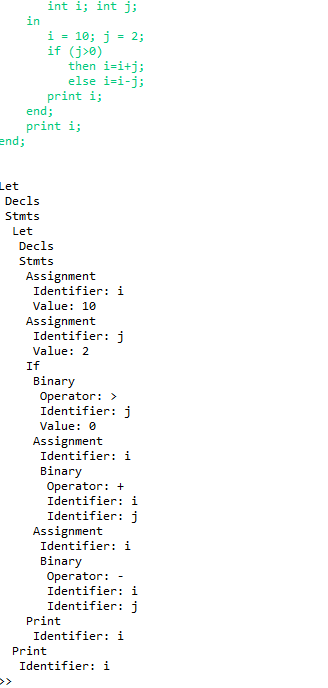 int i; int j;
in
i = 10; j = 2;
if (j>0)
then i=i+j;
else i=i-j;
print i;
end;
print i;
end;
Let
Decls
Stmts
Let
Decls
Stmts
Assignment
Identifier: i
Value: 10
Assignment
Identifier: j
Value: 2
If
Binary
Operator: >
Identifier: j
Value: 0
Assignment
Identifier: i
Binary
Operator: +
Identifier: i
Identifier: j
Assignment
Identifier: i
Binary
Operator: -
Identifier: i
Identifier: j
Print
Identifier: i
Print
Identifier: i
>>